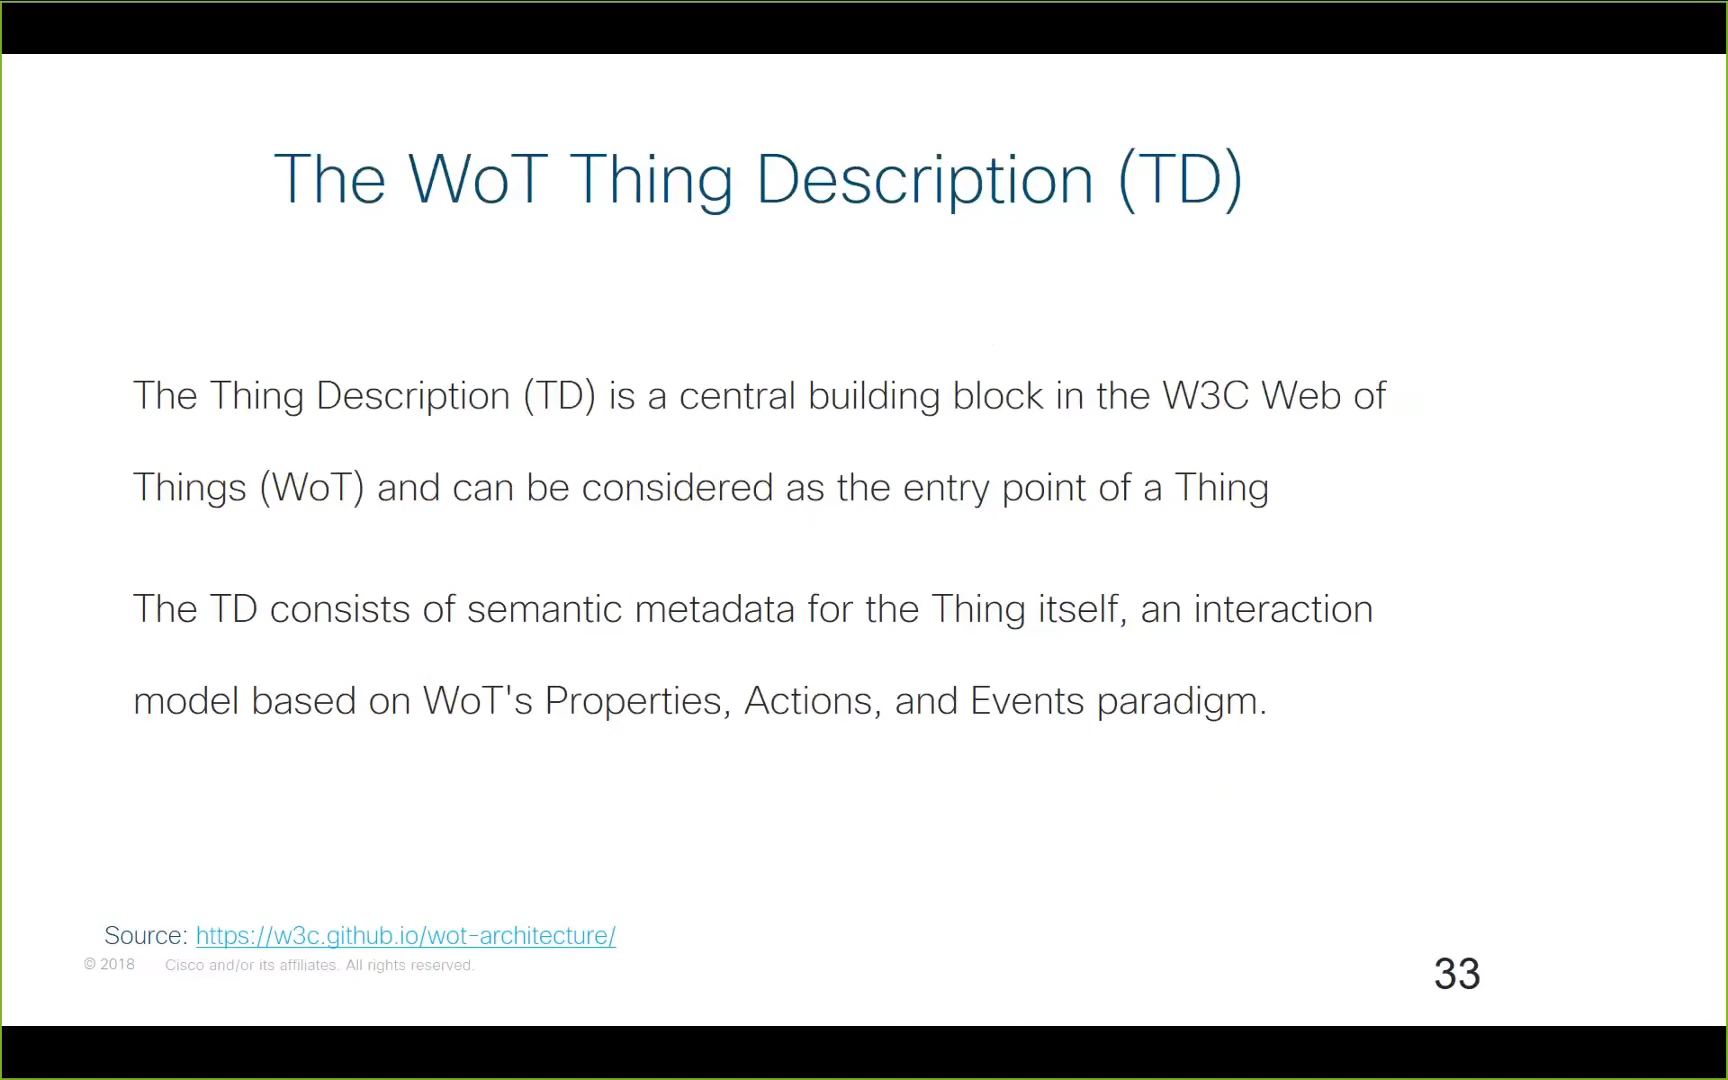 The WoT Thing Description (TD)
The Thing Description (TD) is a central building block in the W3C Web of
Things (WoT) and can be considered as the entry point of a Thing
The TD consists of semantic metadata for the Thing itself, an interaction
model based on WoT's Properties, Actions, and Events paradigm.
Source: https://w3c.github.io/wot-architecture/
© 2018 Cisco and/or its affiliates. All rights reserved.
33